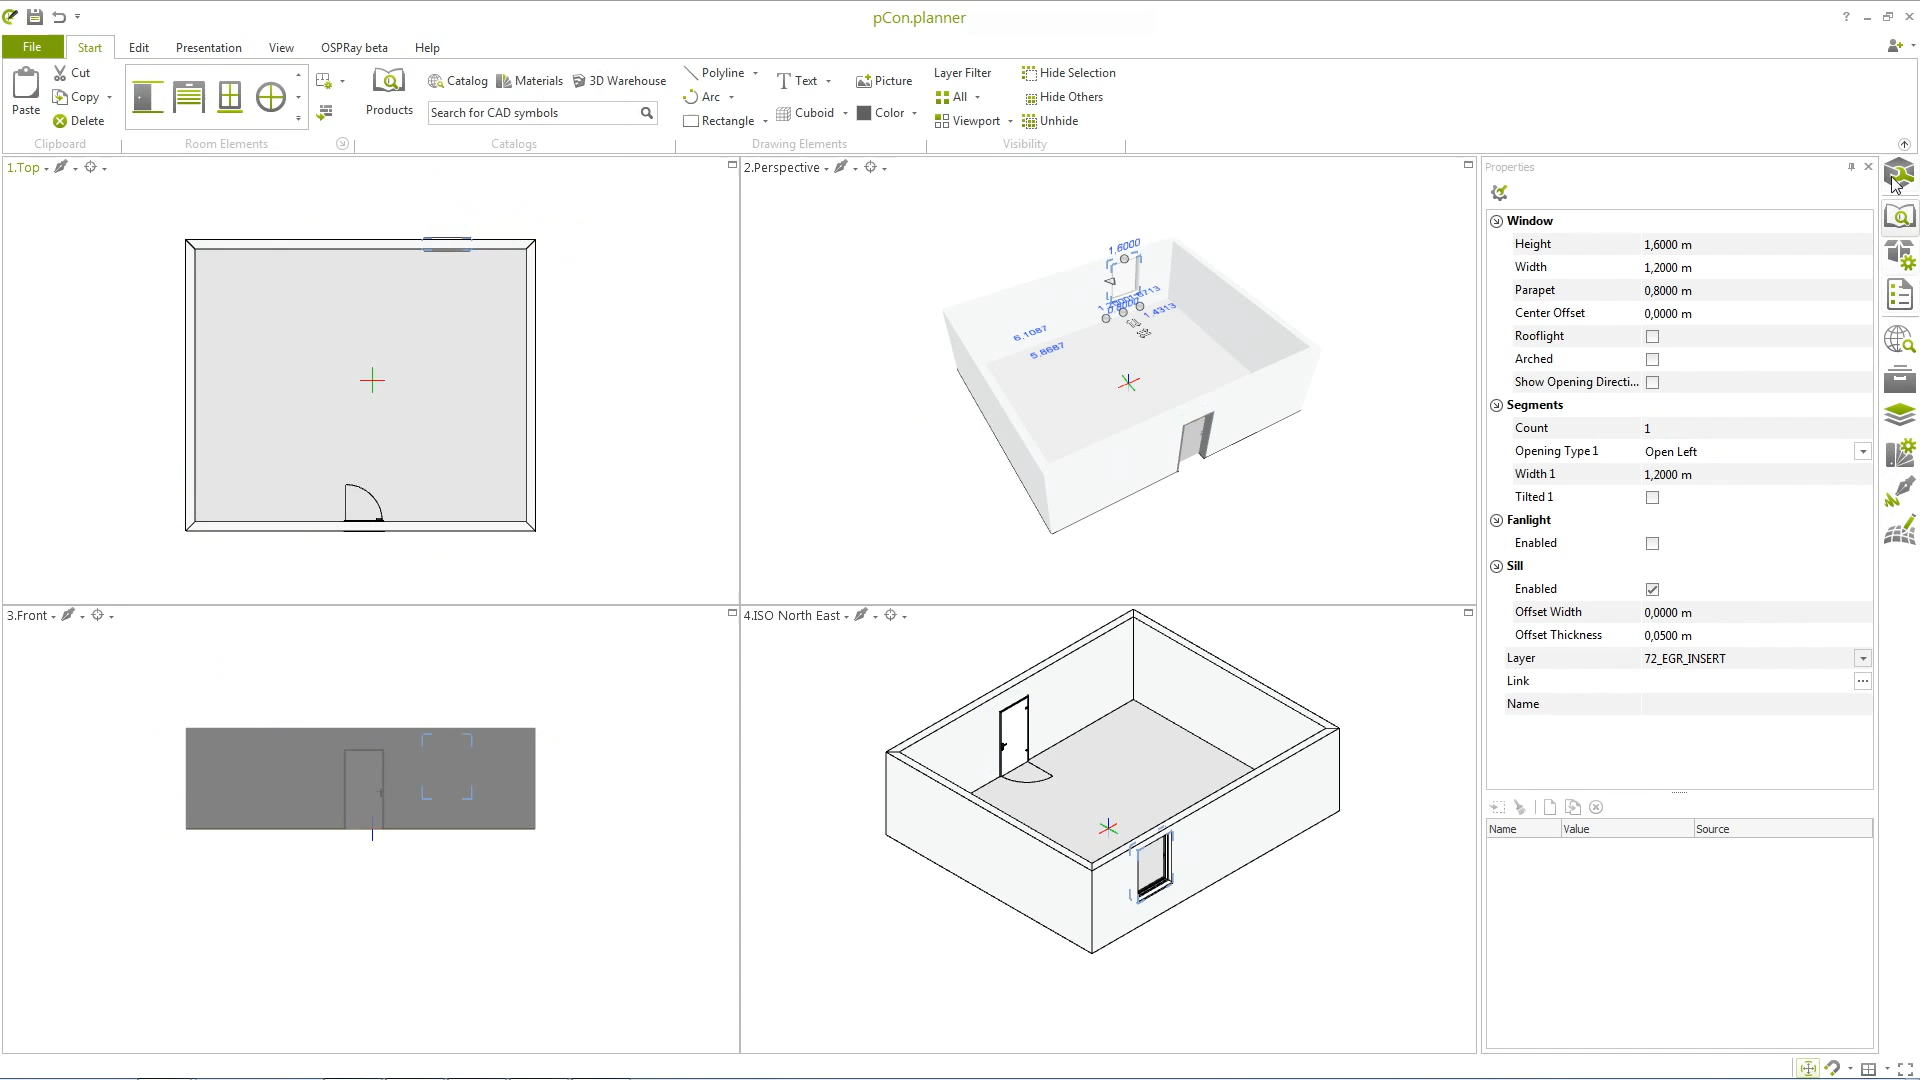 pCon.planner
?
File
Start
Edit
Presentation
View
OSPRay beta
Help
Paste
Cut
Copy
Delete
Clipboard
Room Elements
Products
Catalog
Materials
3D Warehouse
Search for CAD symbols
Catalogs
Polyline
Arc
Rectangle
Text
Cuboid
Picture
Color
Drawing Elements
Layer Filter
All
Viewport
Hide Selection
Hide Others
Unhide
Visibility
1.Top
2.Perspective
1,6000
1.4313
6.1087
5.8687
3.Front
4.ISO North East
Properties
Window
Height 1,6000 m
Width 1,2000 m
Parapet 0,8000 m
Center Offset 0,0000 m
Rooflight
Arched
Show Opening Directi...
Segments
Count 1
Opening Type1 Open Left
Width 1 1,2000 m
Tilted 1
Fanlight
Enabled
Sill
Enabled
Offset Width 0,0000 m
Offset Thickness 0,0500 m
Layer 72_EGR_INSERT
Link
Name
Name Value Source